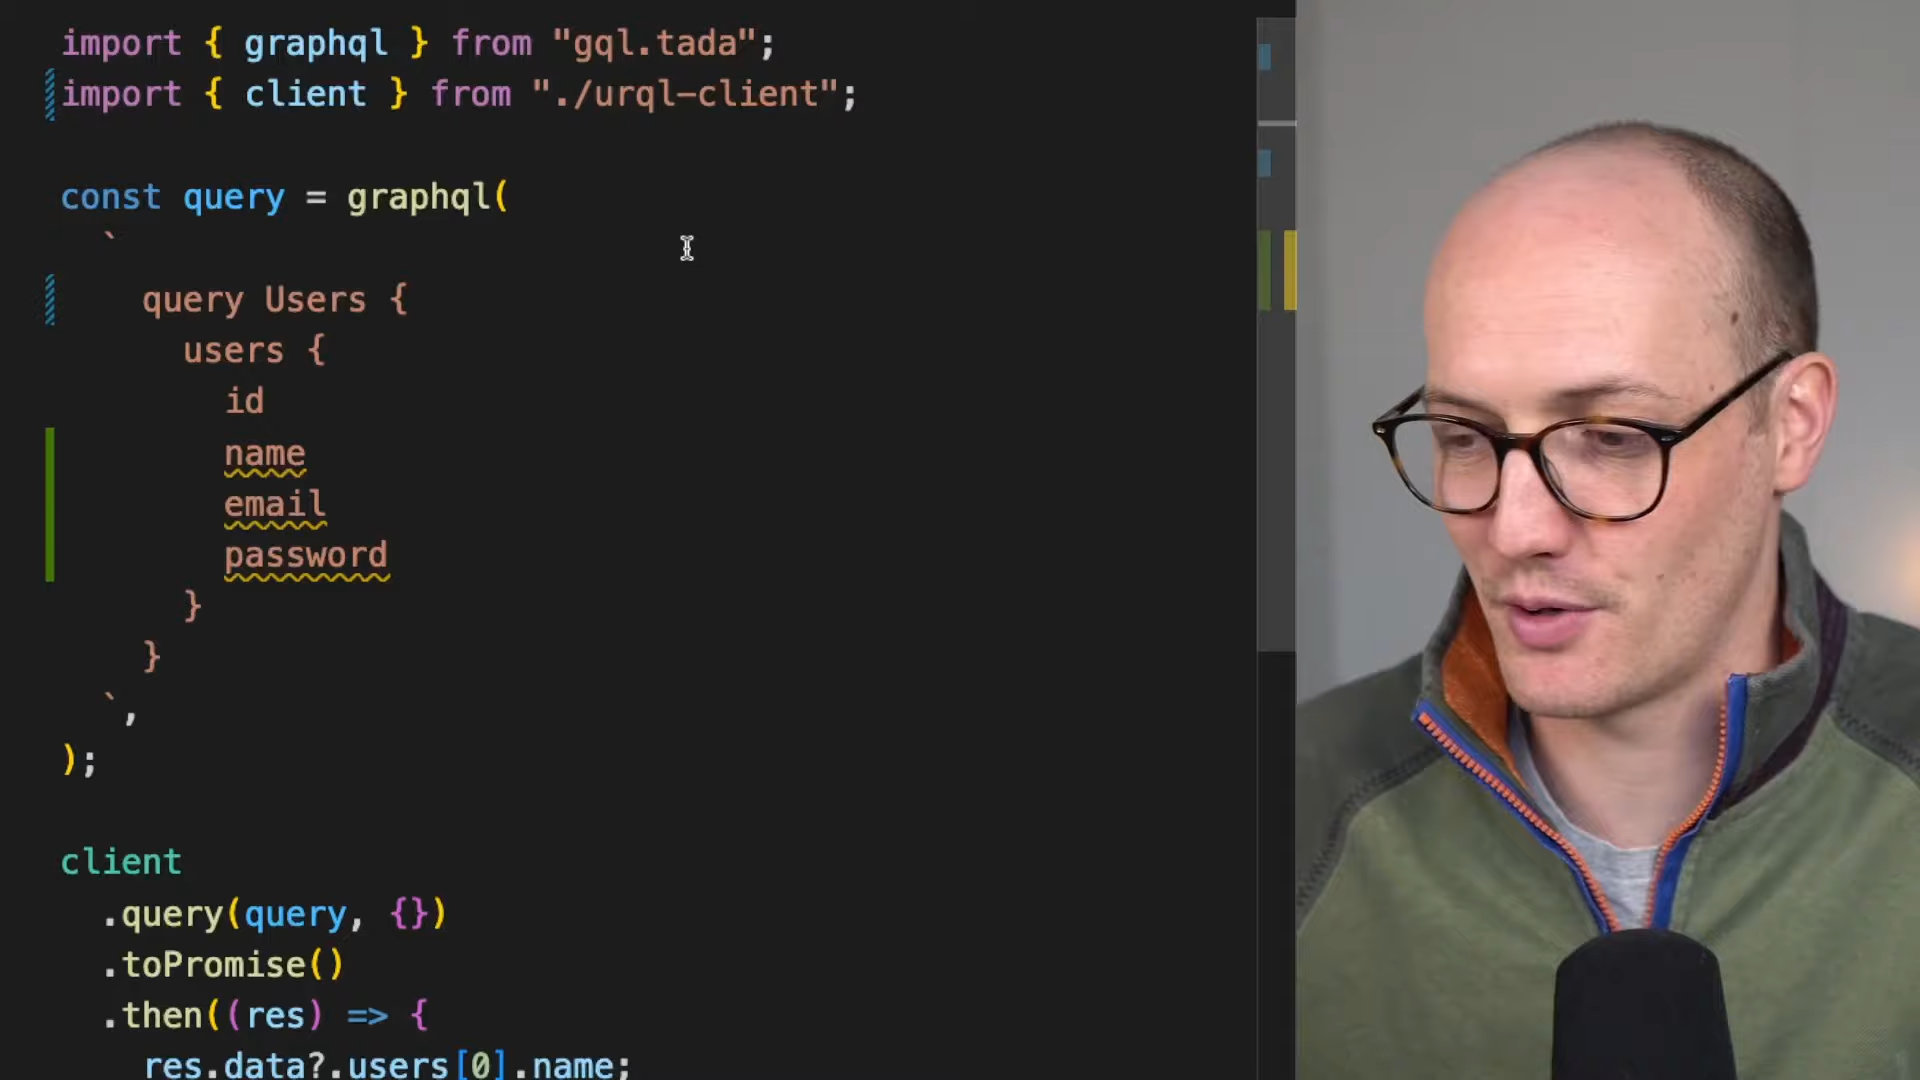 import { graphql } from "gql.tada";
import { client } from "./urql-client";
const query = graphql(
`
query Users {
users {
id
name
email
password
}
}
`,
);
client
.query(query, {})
.toPromise()
.then((res) => {
res.data?.users[0].name;